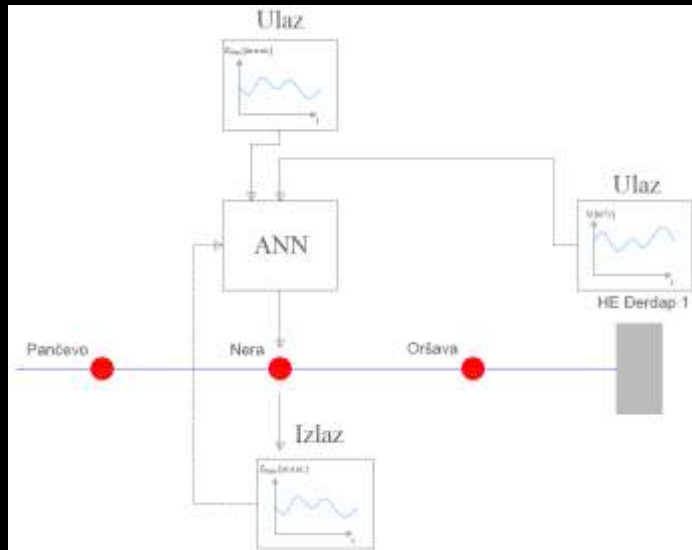 Ulaz
t
Ulaz
ANN
t
HE Đerdap 1
Pančevo
Nera
Oršava
Izlaz
t